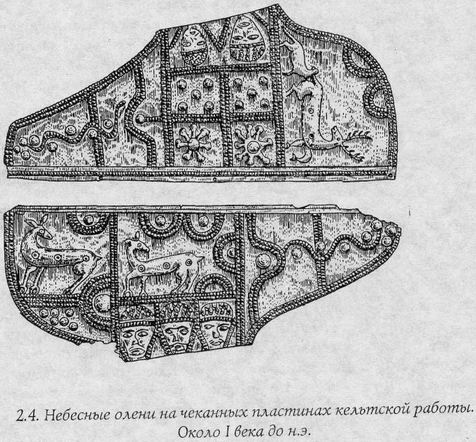 2.4. Небесные олени на чеканных пластинах кельтской работы.
Около I века до н.э.